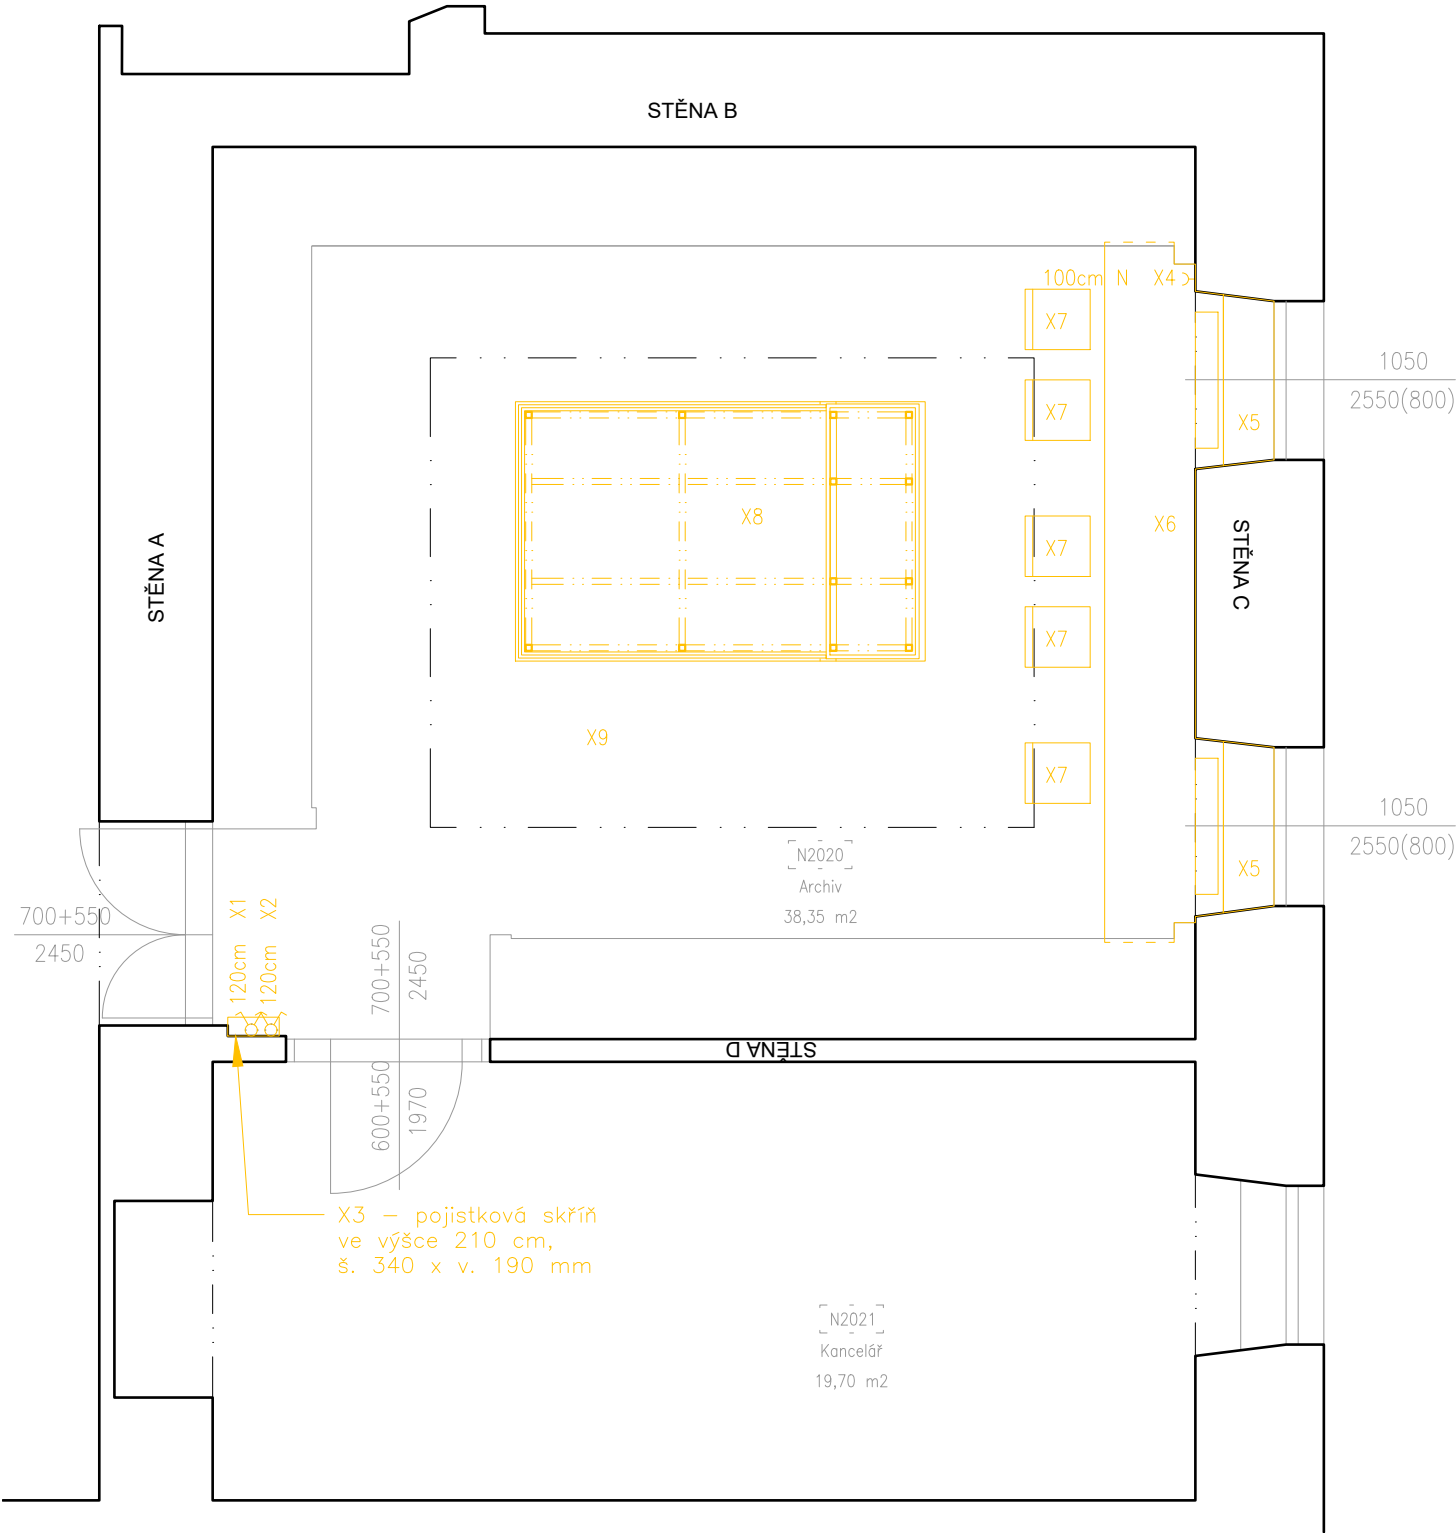 STĚNA B
100cm N X4
X7
1050
2550(800)
X7
X5
X8
X6
X7
STĚNA A
STĚNA C
X7
X9
X7
1050
2550(800)
N2020
Archiv
38,35 m2
X5
700+550
2450
120cm X1
120cm X2
700+550
2450
STĚNA D
600+550
1970
X3 – pojistková skříň
ve výšce 210 cm,
š. 340 x v. 190 mm
N2021
Kancelář
19,70 m2